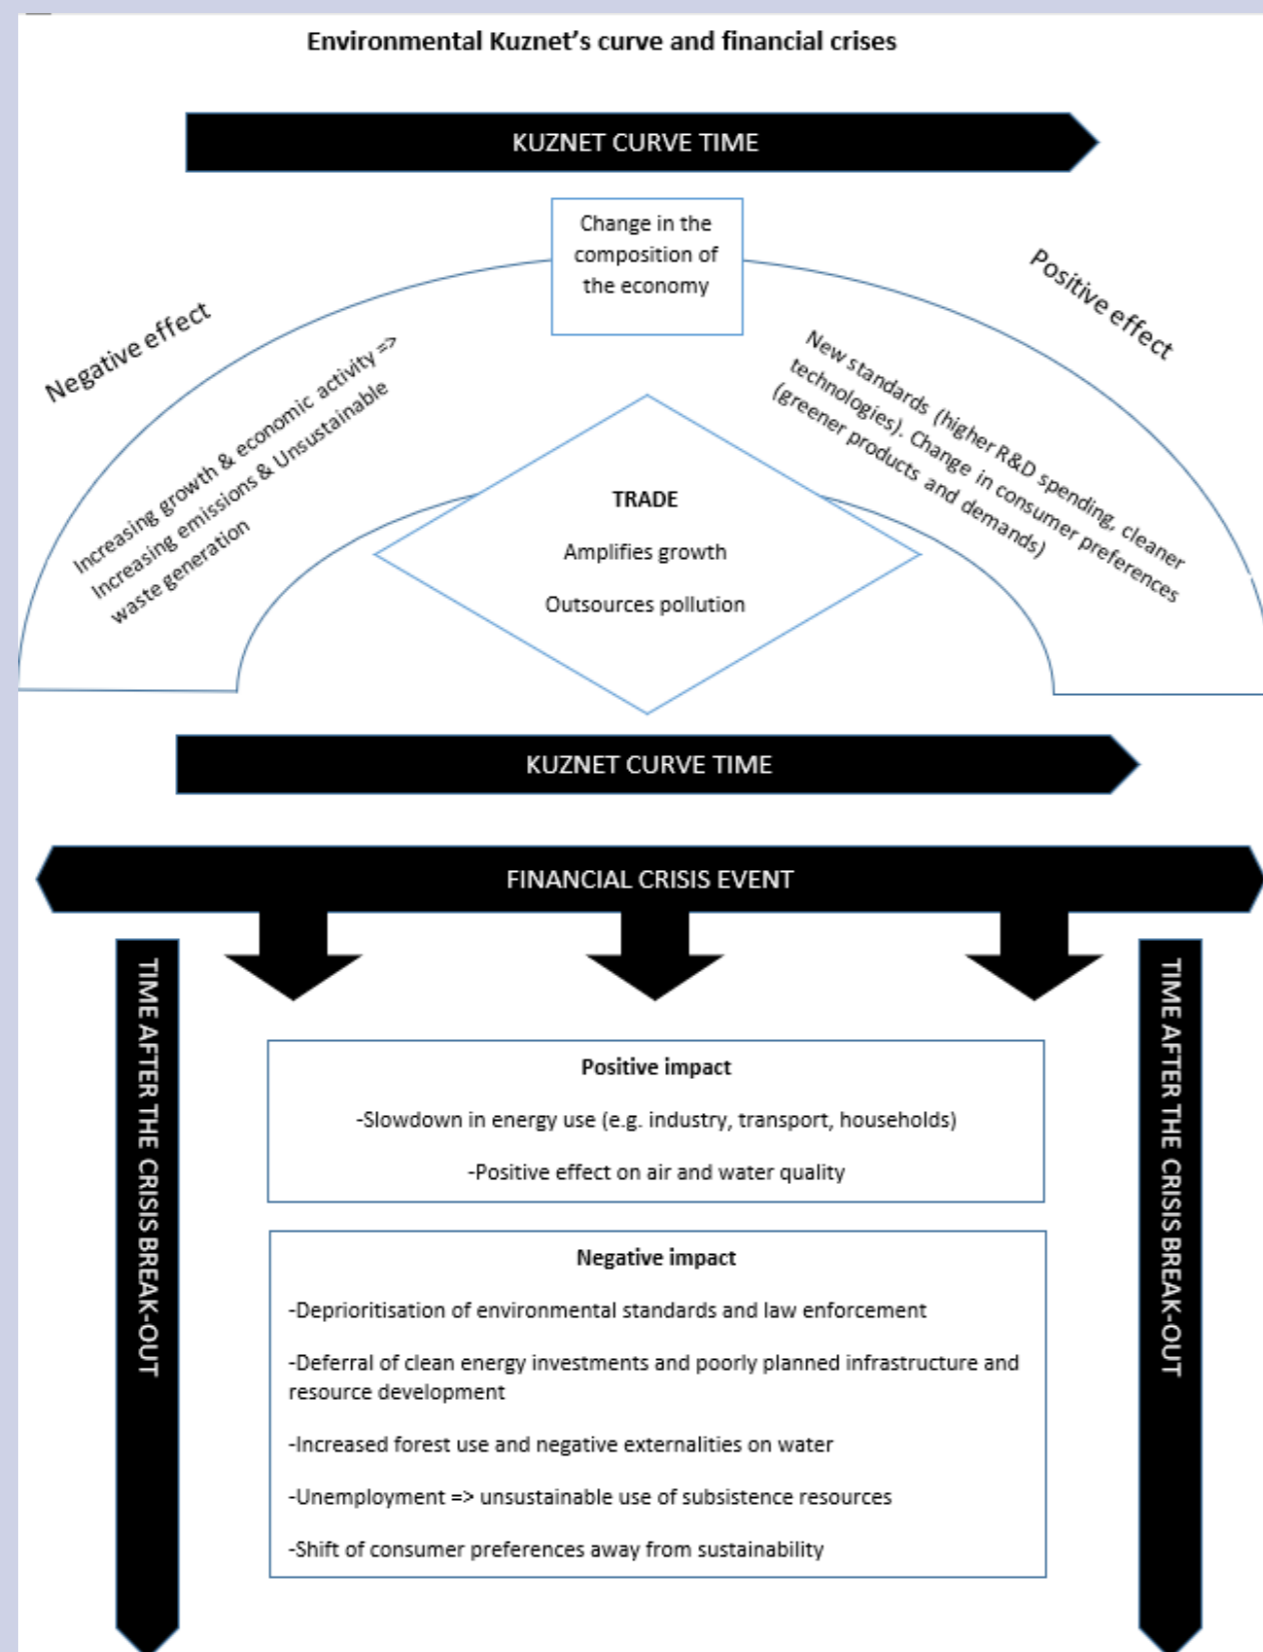 Environmental Kuznet's curve and financial crises
KUZNET CURVE TIME
Change in the
composition of
the economy
Negative effect
Positive effect
Increasing growth & economic activity =>
Increasing emissions & Unsustainable
waste generation
New standards (higher R&D spending, cleaner
technologies). Change in consumer preferences
(greener products and demands)
TRADE
Amplifies growth
Outsources pollution
KUZNET CURVE TIME
FINANCIAL CRISIS EVENT
TIME AFTER THE CRISIS BREAK-OUT
TIME AFTER THE CRISIS BREAK-OUT
Positive impact
-Slowdown in energy use (e.g. industry, transport, households)
-Positive effect on air and water quality
Negative impact
-Deprioritisation of environmental standards and law enforcement
-Deferral of clean energy investments and poorly planned infrastructure and
resource development
-Increased forest use and negative externalities on water
-Unemployment => unsustainable use of subsistence resources
-Shift of consumer preferences away from sustainability